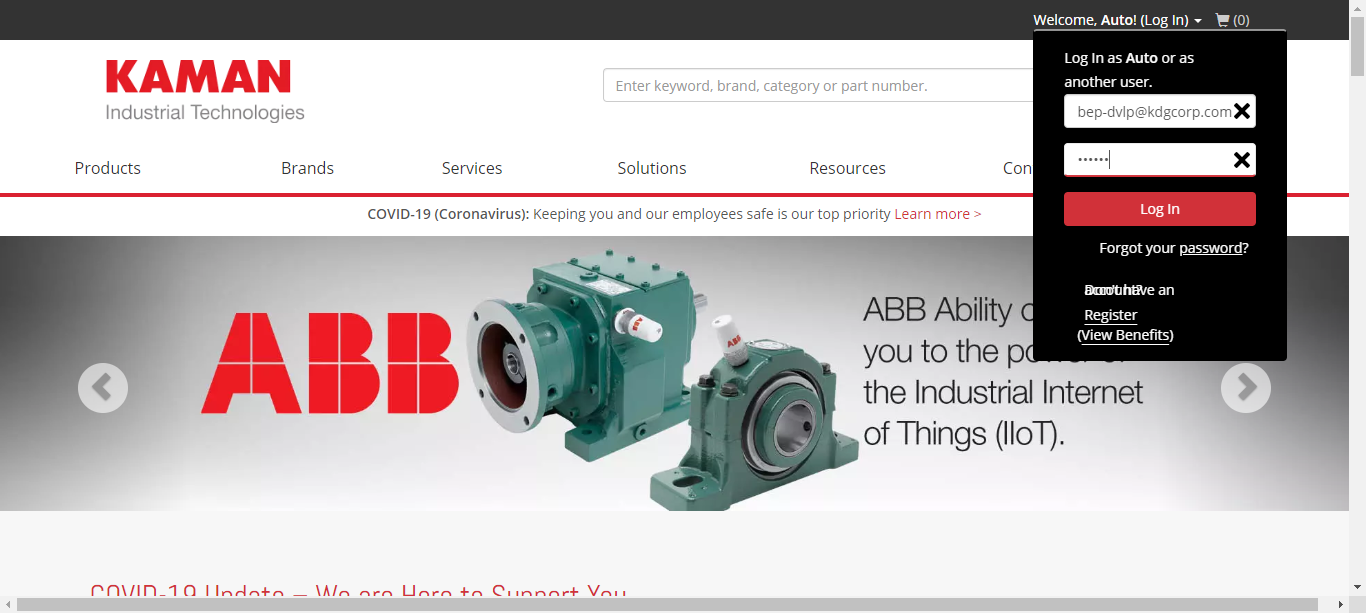 Welcome, Auto! (Log In) (0)
KAMAN
Industrial Technologies
Enter keyword, brand, category or part number.
Log In as Auto or as
another user.
bep-dvlp@kdgcorp.com
••••••
Log In
Forgot your password?
Don't have an
account?
Register
(View Benefits)
Products Brands Services Solutions Resources Con
COVID-19 (Coronavirus): Keeping you and our employees safe is our top priority Learn more >
ABB
ABB
ABB
ABB Ability c
you to the power of
the Industrial Internet
of Things (IIoT).
COVID-19 Update – We are Here to Support You